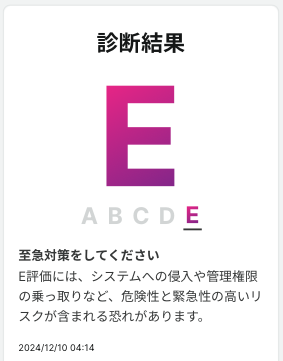 診断結果
E
A B C D E
至急対策をしてください
E評価には、システムへの侵入や管理権限
の乗っ取りなど、危険性と緊急性の高いリ
スクが含まれる恐れがあります。
2024/12/10 04:14